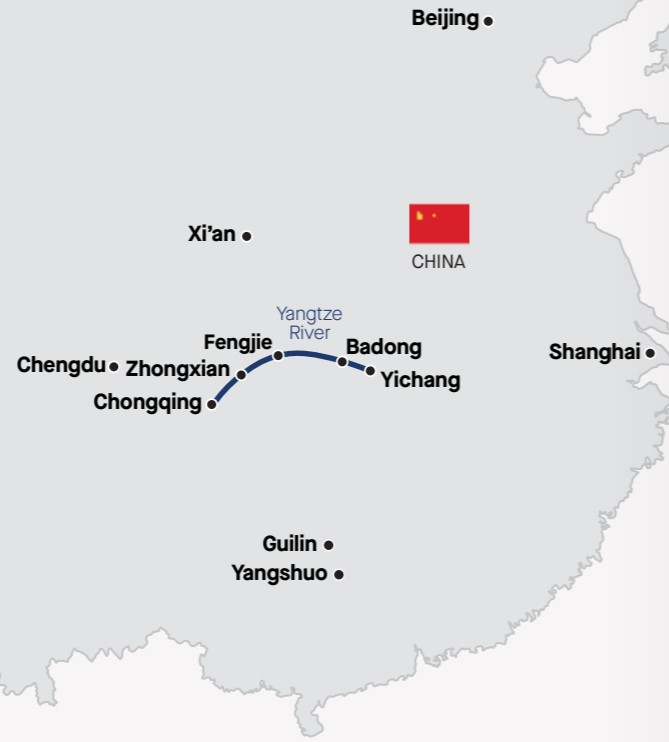 Beijing
Xi’an
CHINA
Yangtze
River
Fengjie
Badong
Shanghai
Chengdu
Zhongxian
Yichang
Chongqing
Guilin
Yangshuo